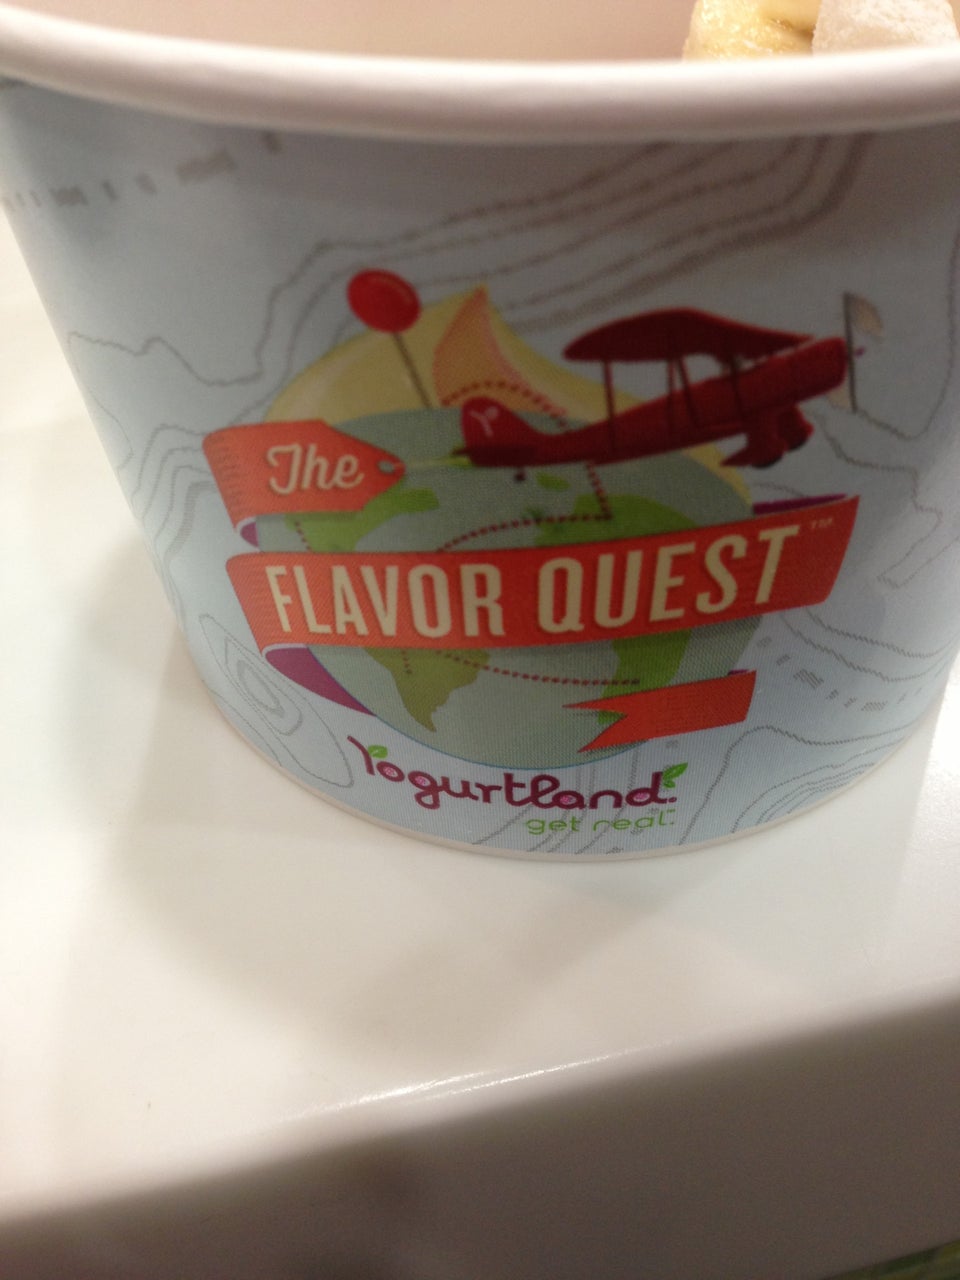 The
FLAVOR QUEST™
Yogurtland.
get real.™